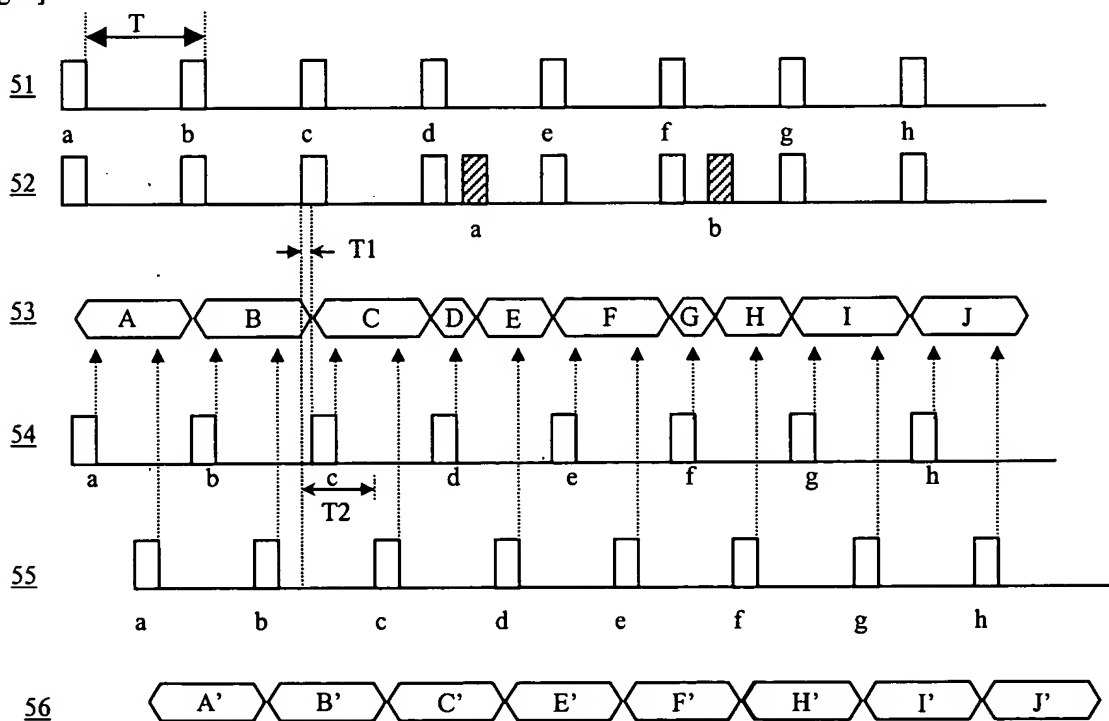 g ]
T
51
a b c d e f g h
52
a b
T1
53 A B C D E F G H I J
54
a b c d e f g h
T2
55
a b c d e f g h
56 A’ B’ C’ E’ F’ H’ I’ J’